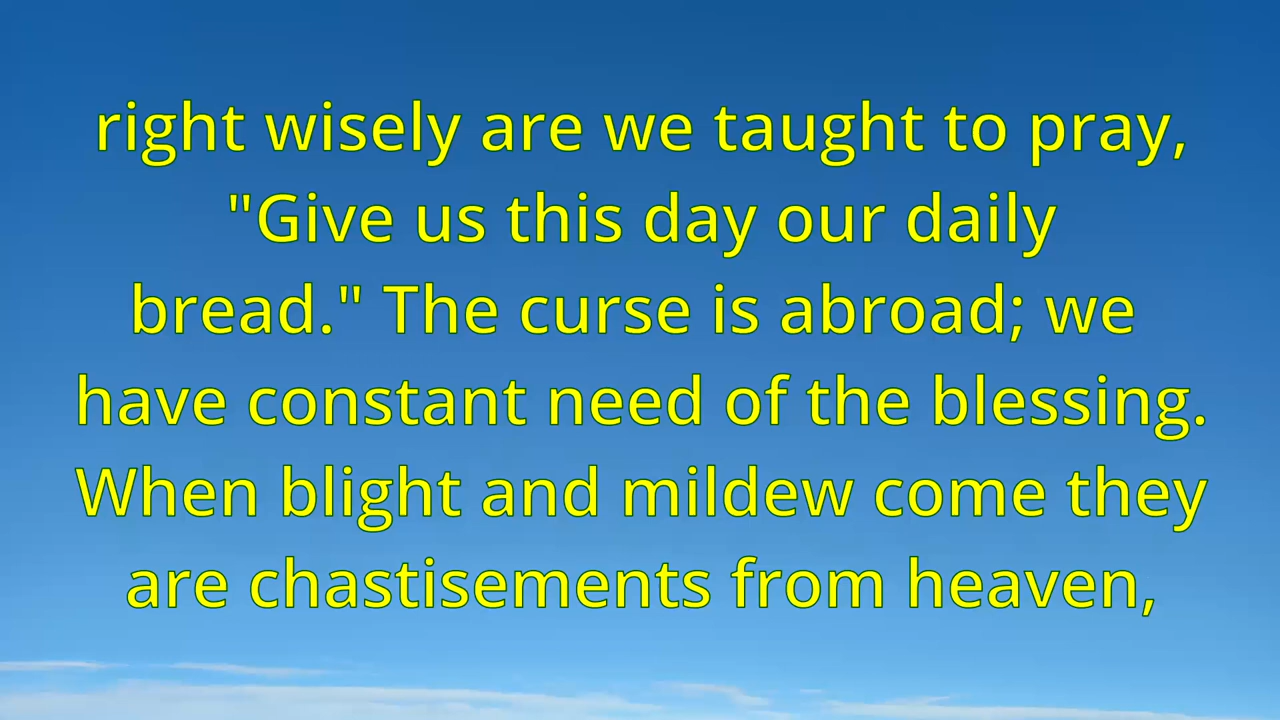 right wisely are we taught to pray,
"Give us this day our daily
bread." The curse is abroad; we
have constant need of the blessing.
When blight and mildew come they
are chastisements from heaven,